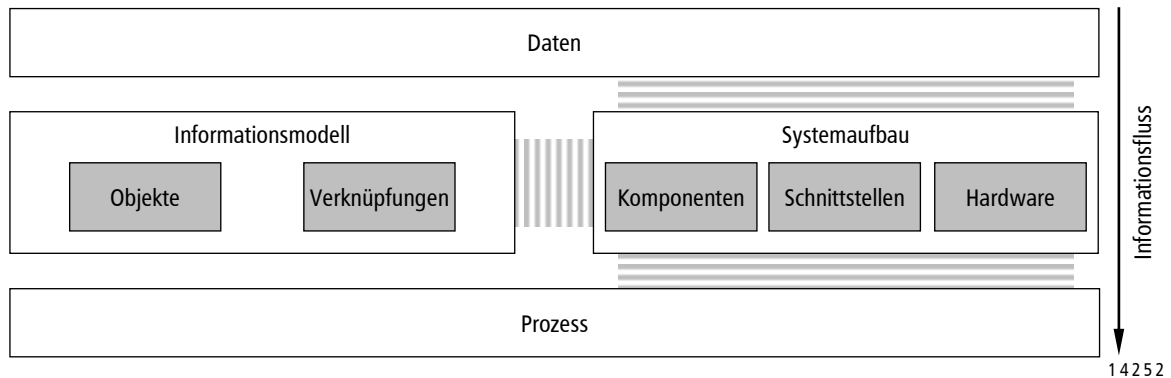 Daten
Informationsmodell
Objekte
Verknüpfungen
Systemaufbau
Komponenten
Schnittstellen
Hardware
Prozess
Informationsfluss
14252